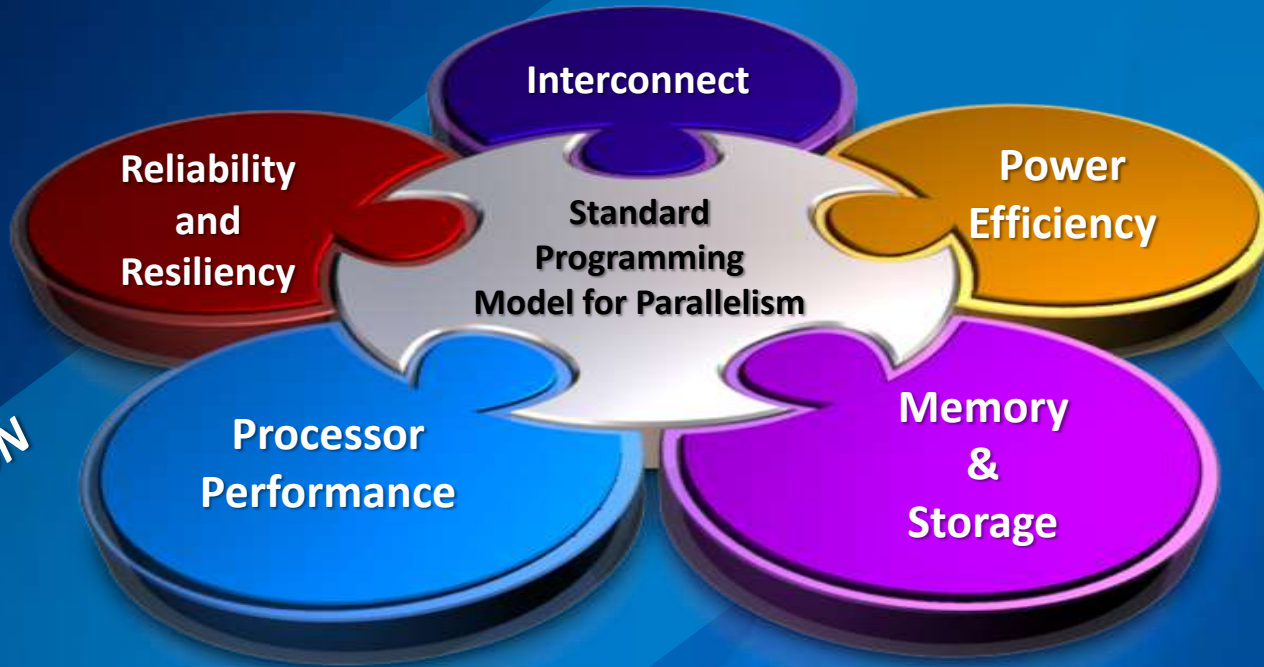 Interconnect
Reliability
and
Resiliency
Power
Efficiency
Standard
Programming
Model for Parallelism
Processor
Performance
Memory
&
Storage